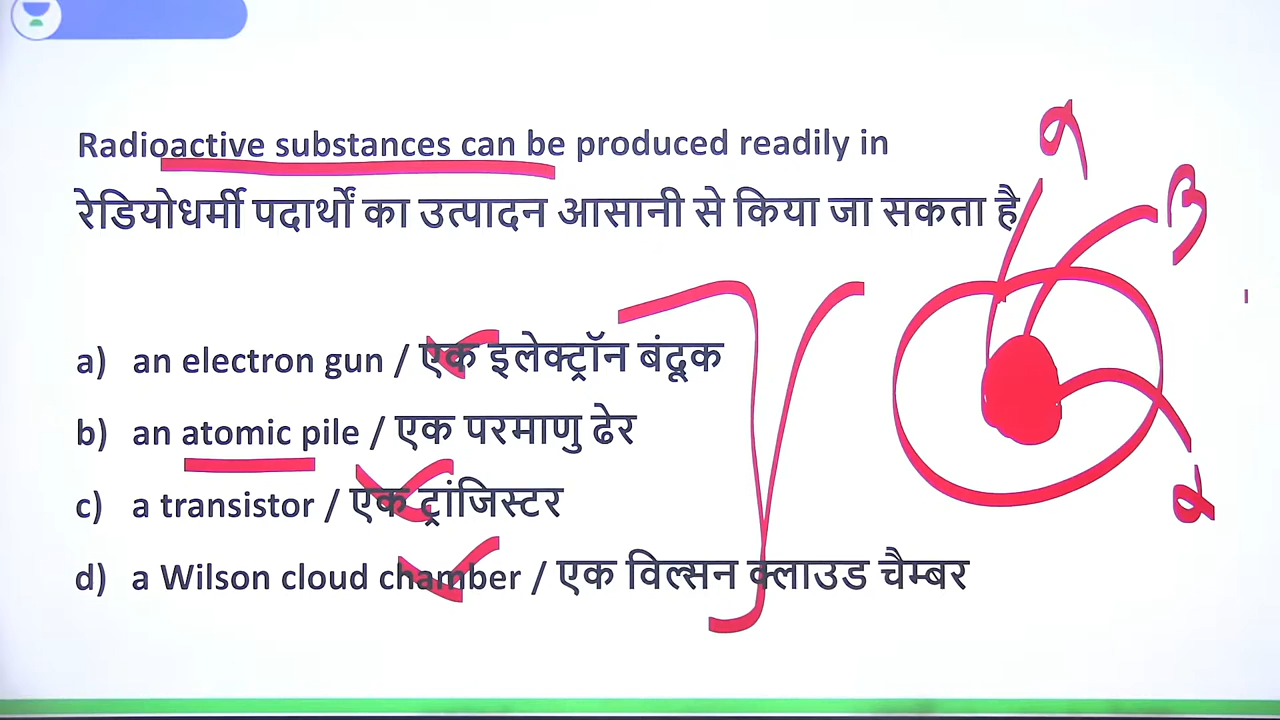 Radioactive substances can be produced readily in
रेडियोधर्मी पदार्थों का उत्पादन आसानी से किया जा सकता है
a) an electron gun / एक इलेक्ट्रॉन बंदूक
b) an atomic pile / एक परमाणु ढेर
c) a transistor / एक ट्रांजिस्टर
d) a Wilson cloud chamber / एक विल्सन क्लाउड चैम्बर